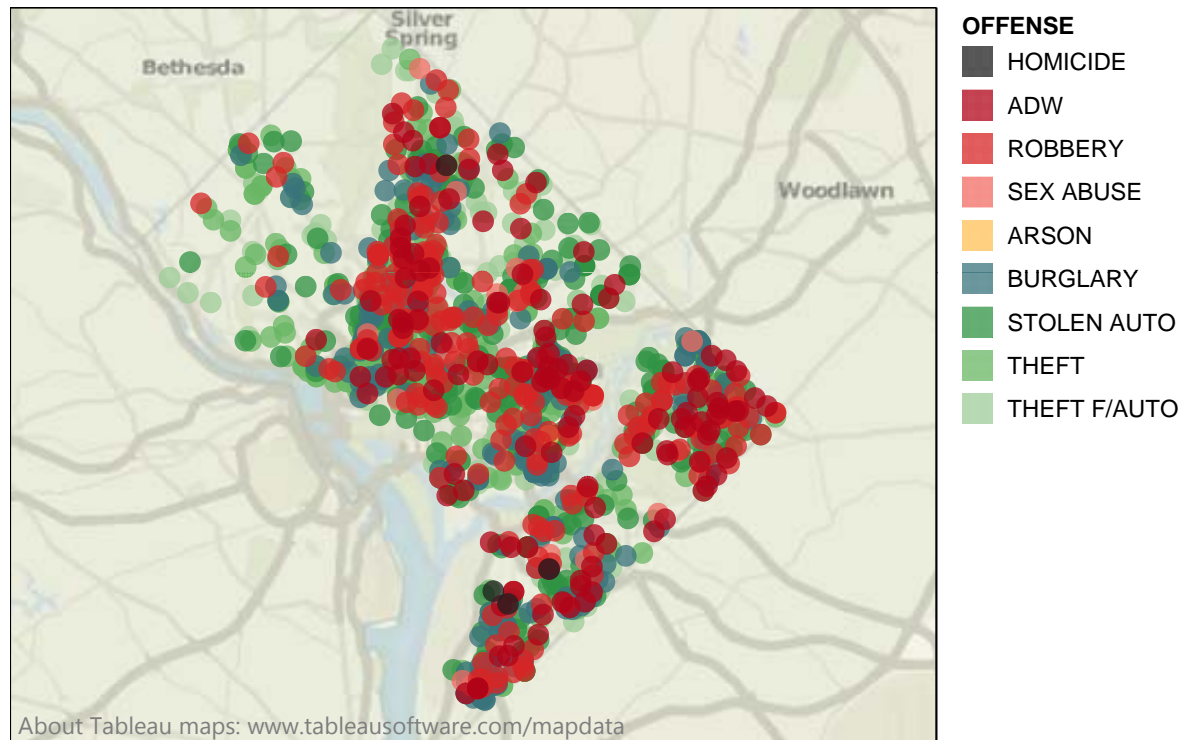 Silver
Spring
Bethesda
Woodlawn
About Tableau maps: www.tableausoftware.com/mapdata
OFFENSE
HOMICIDE
ADW
ROBBERY
SEX ABUSE
ARSON
BURGLARY
STOLEN AUTO
THEFT
THEFT F/AUTO